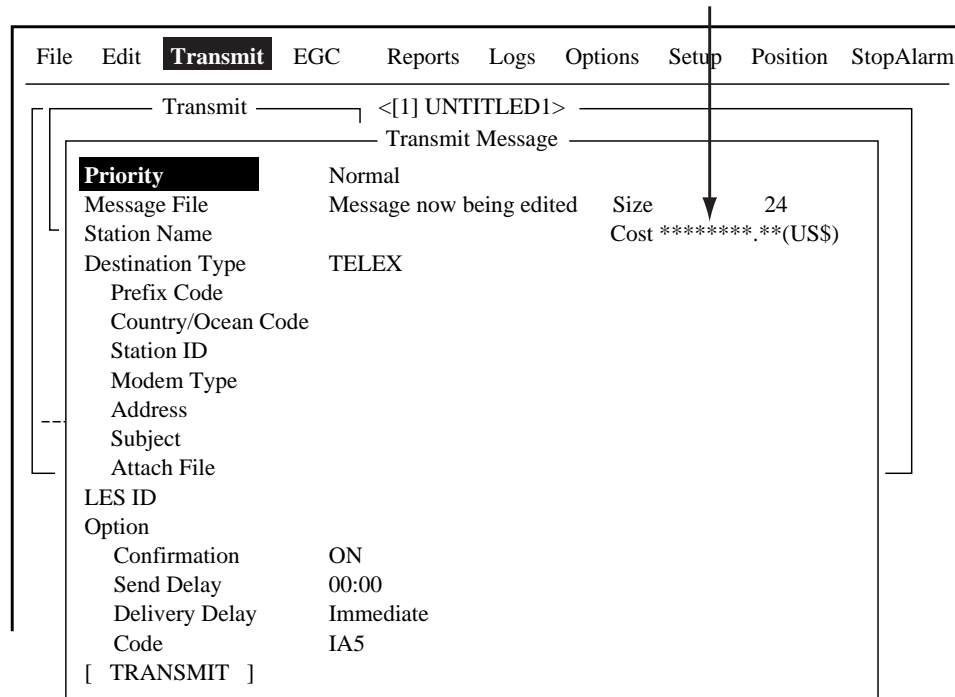 File Edit Transmit EGC Reports Logs Options Setup Position StopAlarm
Transmit <[1] UNTITLED1>
Transmit Message
Priority Normal
Message File Message now being edited Size 24
Station Name Cost ********.**(US$)
Destination Type TELEX
Prefix Code
Country/Ocean Code
Station ID
Modem Type
Address
Subject
Attach File
LES ID
Option
Confirmation ON
Send Delay 00:00
Delivery Delay Immediate
Code IA5
[ TRANSMIT ]